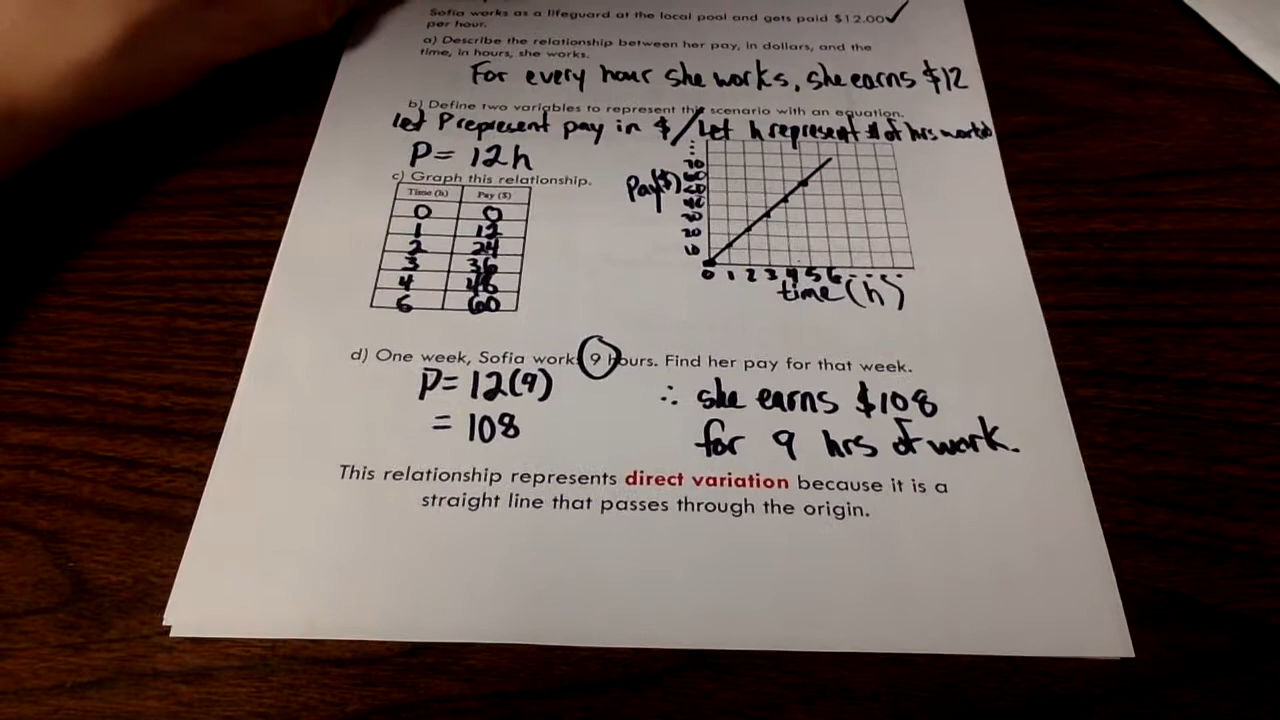 Sofia works as a lifeguard at the local pool and gets paid $12.00 ✓
per hour.
a) Describe the relationship between her pay, in dollars, and the
time, in hours, she works.
For every hour she works, she earns $12
b) Define two variables to represent this scenario with an equation.
let P represent pay in $ / Let h represent # of hrs worked
P = 12h
c) Graph this relationship.
Time (h) Pay ($)
0 0
1 12
2 24
3 36
4 48
5 60
Pay($)
70
60
50
40
30
20
10
0 1 2 3 4 5 6 ...
time (h)
d) One week, Sofia works 9 hours. Find her pay for that week.
P = 12(9)
= 108
∴ she earns $108
for 9 hrs of work.
This relationship represents direct variation because it is a
straight line that passes through the origin.